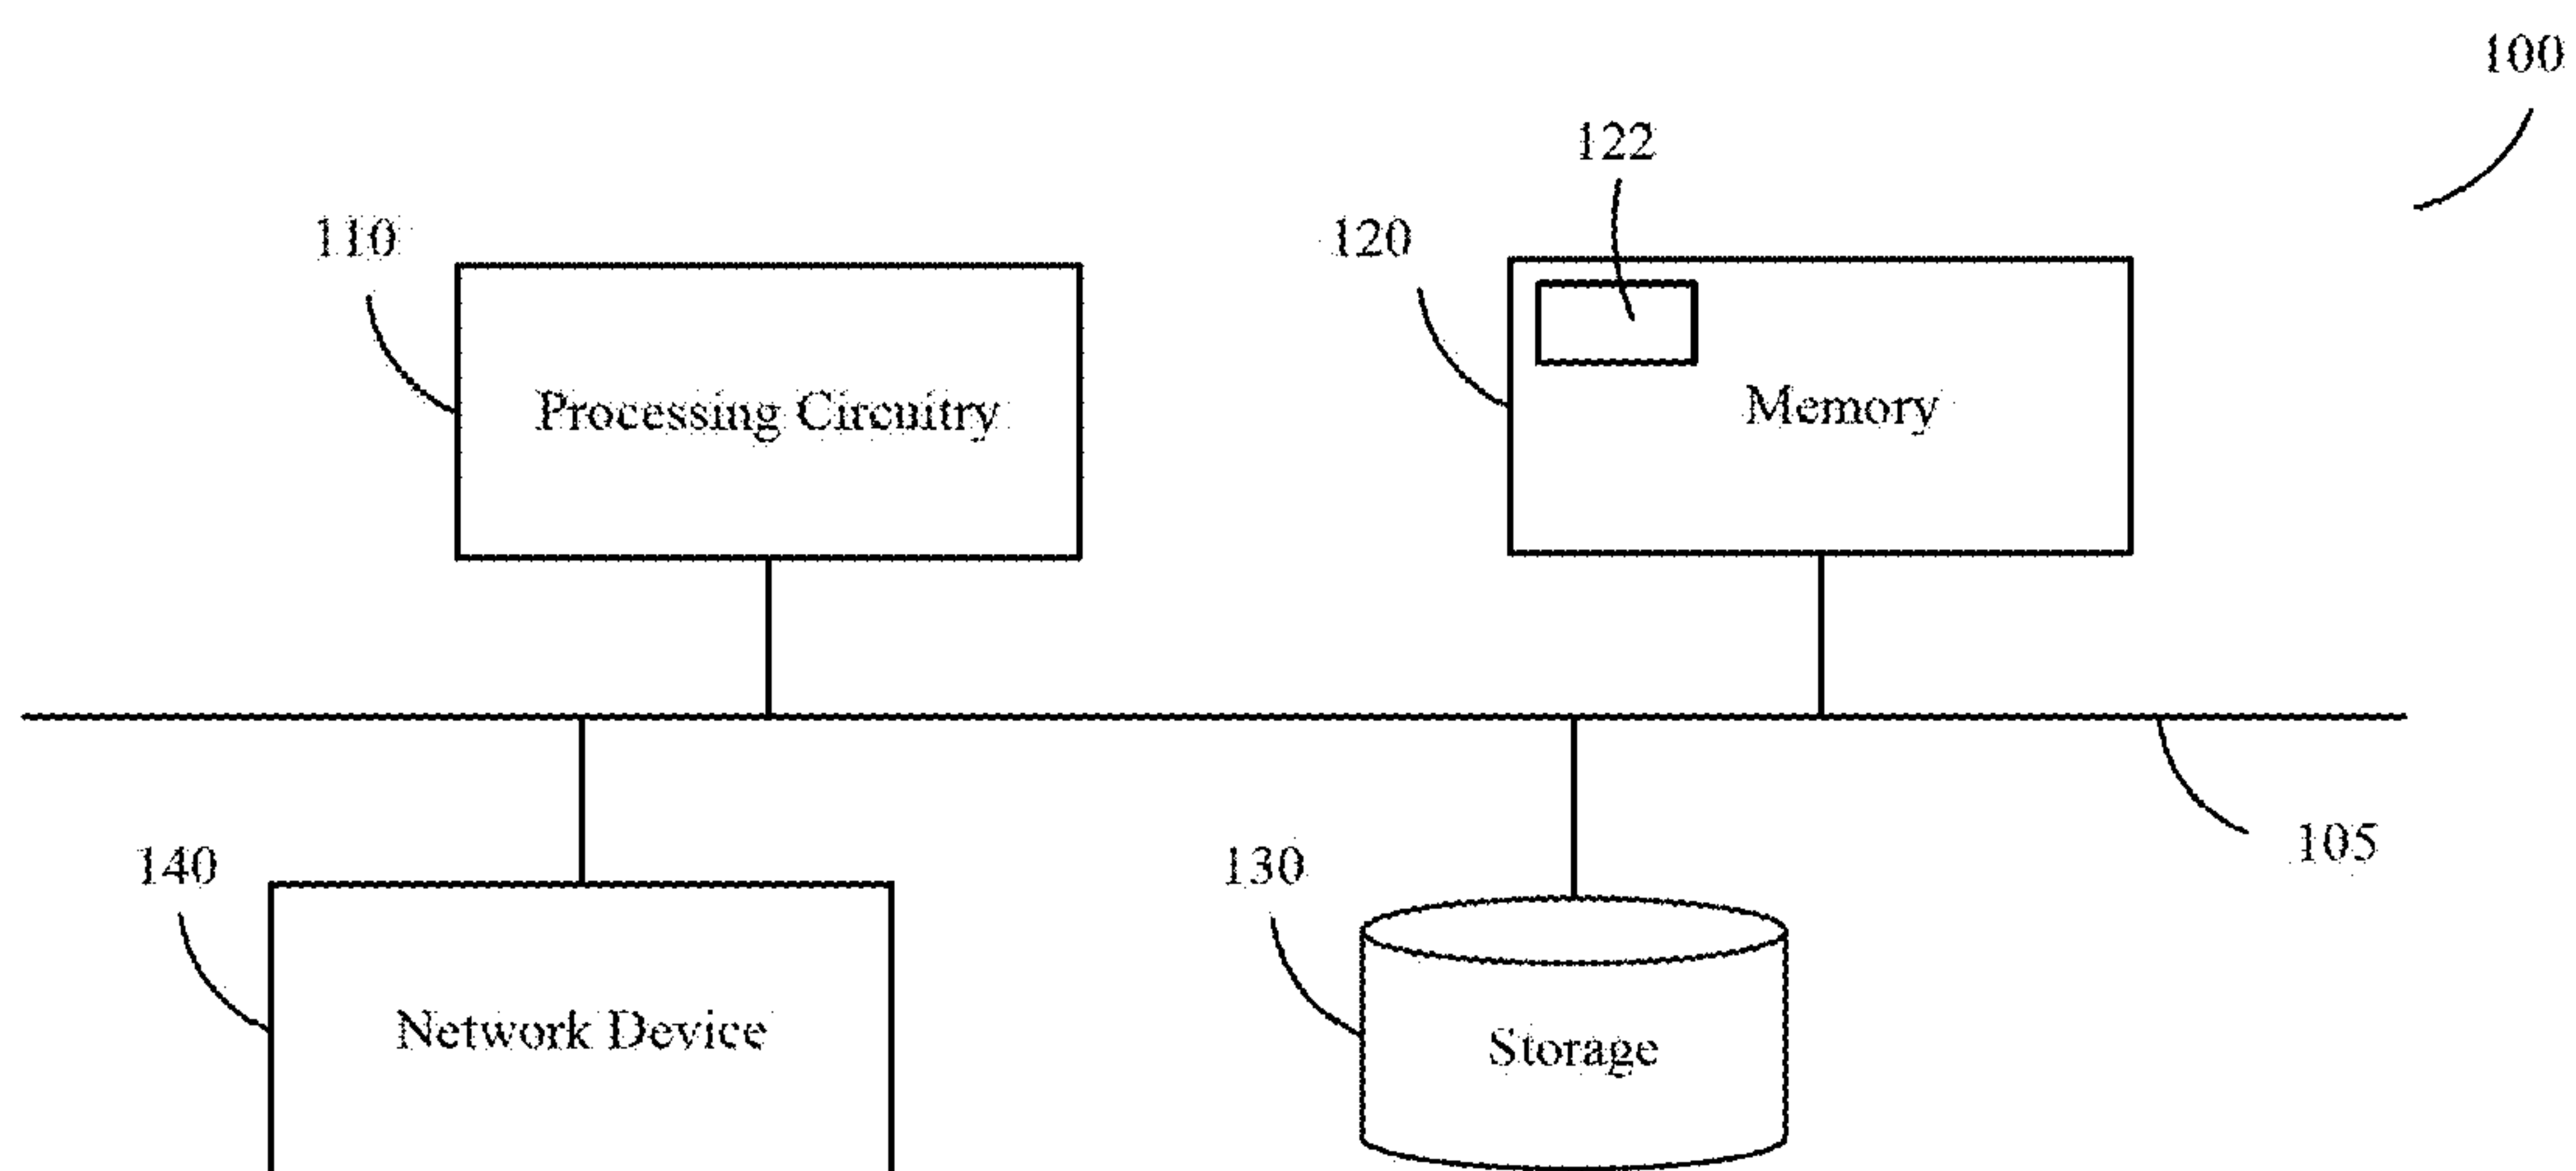 100
122
110
120
Processing Circuitry
Memory
105
140
130
Network Device
Storage